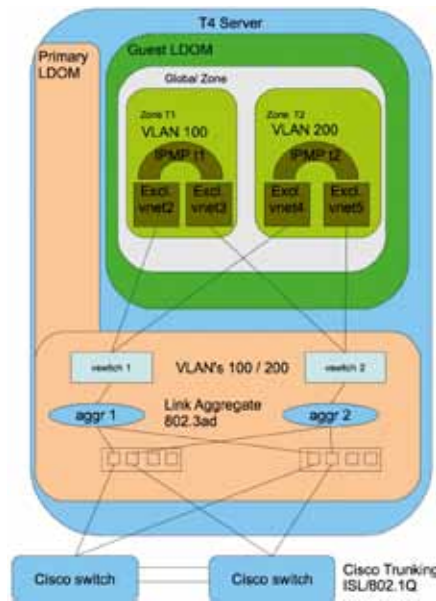 T4 Server
Primary
LDOM
Guest LDOM
Global Zone
Zone T1
VLAN 100
IPMP t1
Excl.
vnet2
Excl.
vnet3
Zone T2
VLAN 200
IPMP t2
Excl.
vnet4
Excl.
vnet5
vswitch 1
VLAN's 100 / 200
vswitch 2
aggr 1
Link Aggregate
802.3ad
aggr 2
Cisco switch
Cisco switch
Cisco Trunking
ISL/802.1Q